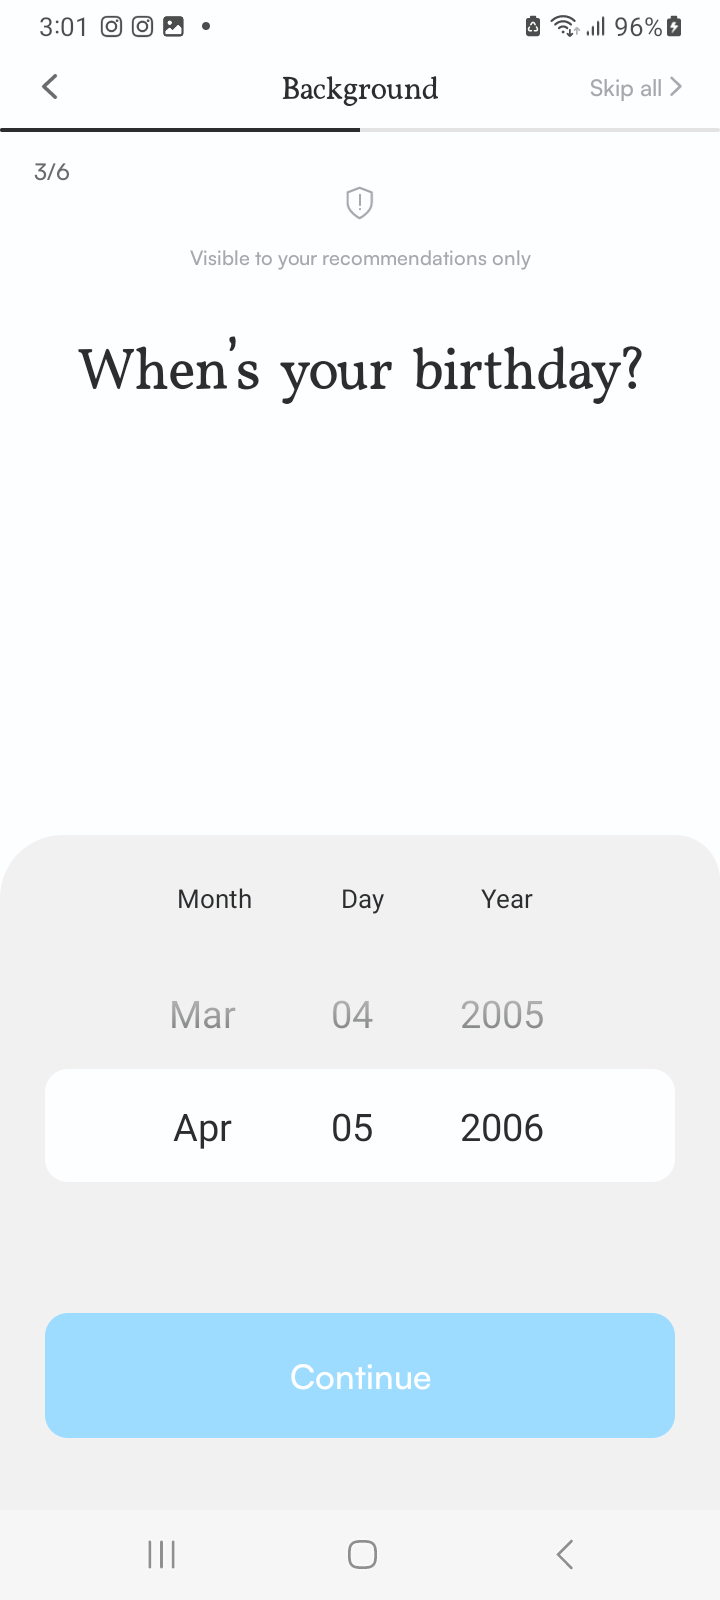 3:01 96%
Background Skip all
3/6
Visible to your recommendations only
When's your birthday?
Month Day Year
Mar 04 2005
Apr 05 2006
Continue